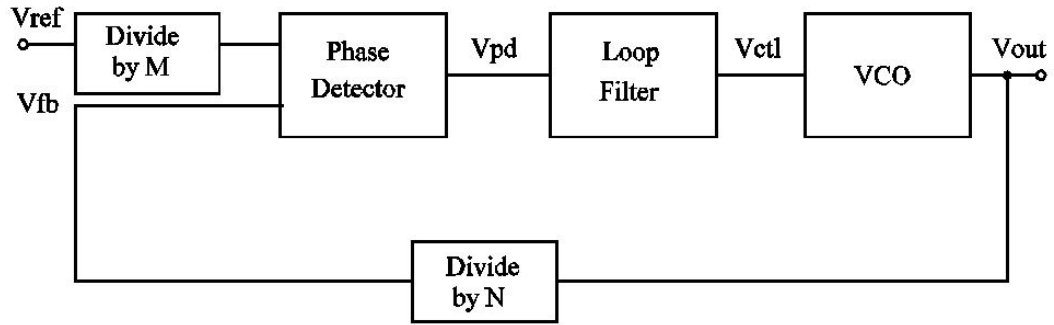 Vref
Divide
by M
Phase
Detector
Vpd
Loop
Filter
Vctl
VCO
Vout
Vfb
Divide
by N